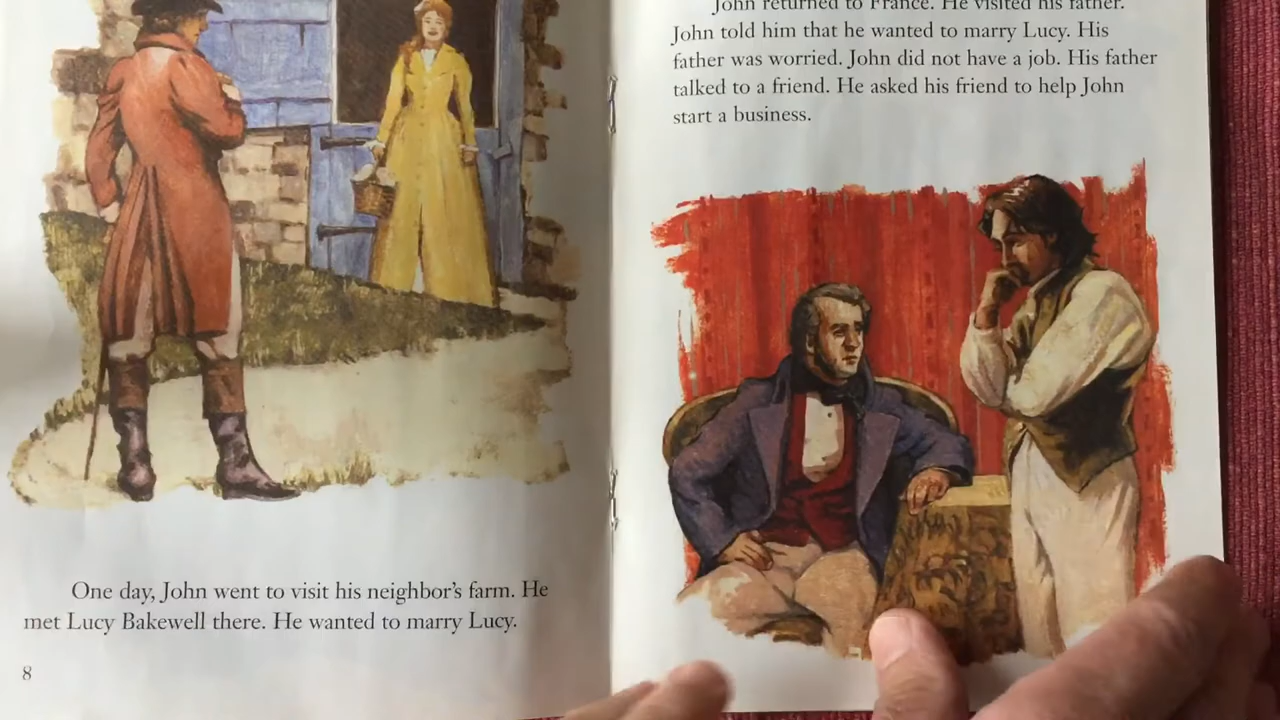 One day, John went to visit his neighbor's farm. He
met Lucy Bakewell there. He wanted to marry Lucy.
8
John returned to France. He visited his father.
John told him that he wanted to marry Lucy. His
father was worried. John did not have a job. His father
talked to a friend. He asked his friend to help John
start a business.